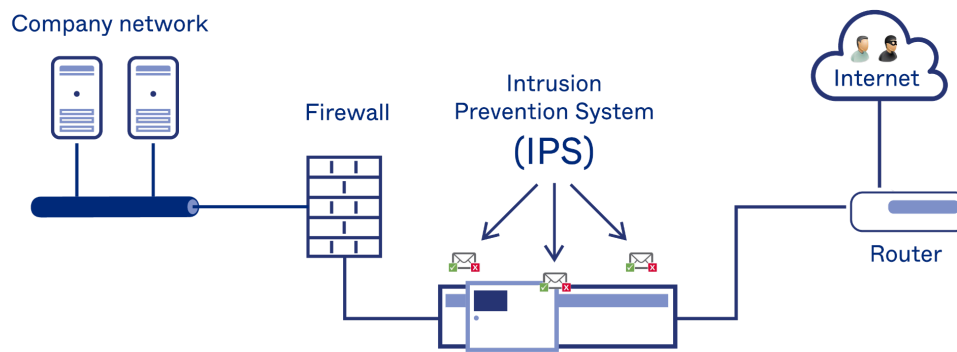 Company network
Firewall
Intrusion
Prevention System
(IPS)
Internet
Router